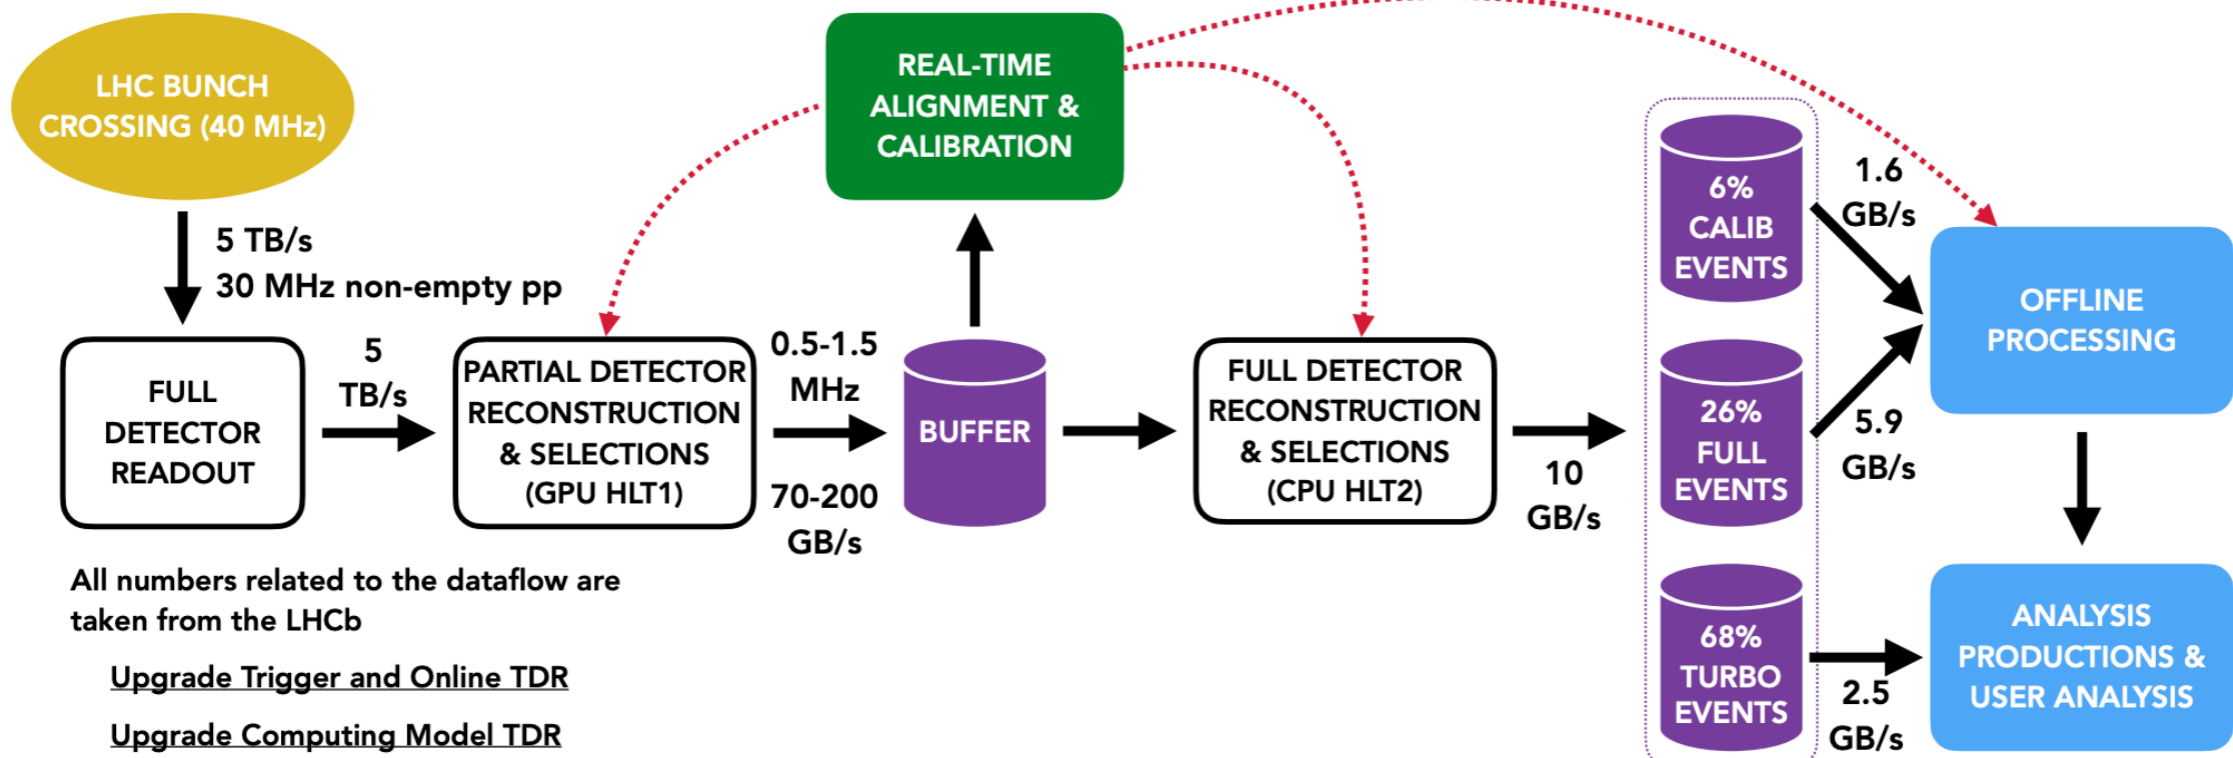 LHC BUNCH
CROSSING (40 MHz)
5 TB/s
30 MHz non-empty pp
FULL
DETECTOR
READOUT
5
TB/s
PARTIAL DETECTOR
RECONSTRUCTION
& SELECTIONS
(GPU HLT1)
0.5-1.5
MHz
70-200
GB/s
REAL-TIME
ALIGNMENT &
CALIBRATION
BUFFER
FULL DETECTOR
RECONSTRUCTION
& SELECTIONS
(CPU HLT2)
10
GB/s
6%
CALIB
EVENTS
1.6
GB/s
26%
FULL
EVENTS
5.9
GB/s
68%
TURBO
EVENTS
2.5
GB/s
OFFLINE
PROCESSING
ANALYSIS
PRODUCTIONS &
USER ANALYSIS
All numbers related to the dataflow are
taken from the LHCb
Upgrade Trigger and Online TDR
Upgrade Computing Model TDR